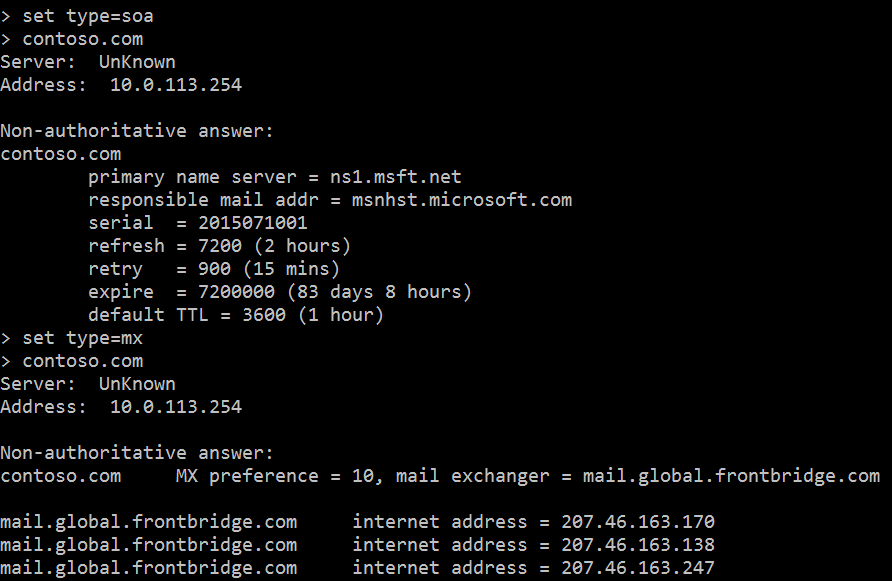 > set type=soa
> contoso.com
Server:  UnKnown
Address:  10.0.113.254

Non-authoritative answer:
contoso.com
        primary name server = ns1.msft.net
        responsible mail addr = msnhst.microsoft.com
        serial  = 2015071001
        refresh = 7200 (2 hours)
        retry   = 900 (15 mins)
        expire  = 7200000 (83 days 8 hours)
        default TTL = 3600 (1 hour)
> set type=mx
> contoso.com
Server:  UnKnown
Address:  10.0.113.254

Non-authoritative answer:
contoso.com     MX preference = 10, mail exchanger = mail.global.frontbridge.com

mail.global.frontbridge.com     internet address = 207.46.163.170
mail.global.frontbridge.com     internet address = 207.46.163.138
mail.global.frontbridge.com     internet address = 207.46.163.247